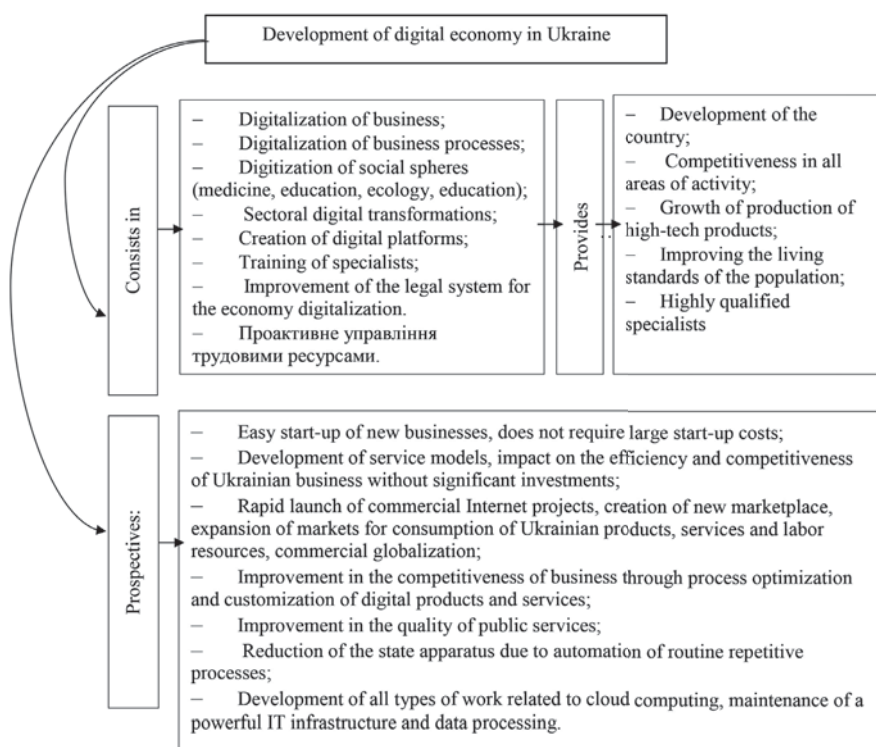 Development of digital economy in Ukraine
Consists in
– Digitalization of business;
– Digitalization of business processes;
– Digitization of social spheres
(medicine, education, ecology, education);
– Sectoral digital transformations;
– Creation of digital platforms;
– Training of specialists;
– Improvement of the legal system for
the economy digitalization.
– Проактивне управління
трудовими ресурсами.
Provides
– Development of the
country;
– Competitiveness in all
areas of activity;
– Growth of production of
high-tech products;
– Improving the living
standards of the population;
– Highly qualified
specialists
Prospectives:
– Easy start-up of new businesses, does not require large start-up costs;
– Development of service models, impact on the efficiency and competitiveness
of Ukrainian business without significant investments;
– Rapid launch of commercial Internet projects, creation of new marketplace,
expansion of markets for consumption of Ukrainian products, services and labor
resources, commercial globalization;
– Improvement in the competitiveness of business through process optimization
and customization of digital products and services;
– Improvement in the quality of public services;
– Reduction of the state apparatus due to automation of routine repetitive
processes;
– Development of all types of work related to cloud computing, maintenance of a
powerful IT infrastructure and data processing.